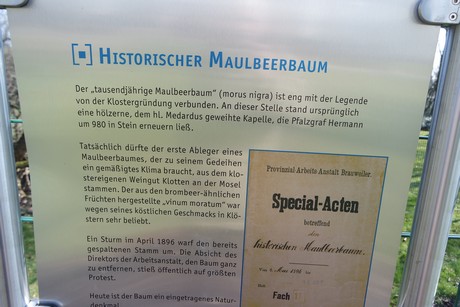 HISTORISCHER MAULBEERBAUM
Der „tausendjährige Maulbeerbaum" (morus nigra) ist eng mit der Legende
von der Klostergründung verbunden. An dieser Stelle stand ursprünglich
eine hölzerne, dem hl. Medardus geweihte Kapelle, die Pfalzgraf Hermann
um 980 in Stein erneuern ließ.
Tatsächlich dürfte der erste Ableger eines
Maulbeerbaumes, der zu seinem Gedeihen
ein gemäßigtes Klima braucht, aus dem klo-
stereigenen Weingut Klotten an der Mosel
stammen. Der aus den brombeer-ähnlichen
Früchten hergestellte „vinum moratum" war
wegen seines köstlichen Geschmacks in Klö-
stern sehr beliebt.
Ein Sturm im April 1896 warf den bereits
gespaltenen Stamm um. Die Absicht des
Direktors der Arbeitsanstalt, den Baum ganz
zu entfernen, stieß öffentlich auf größten
Protest.
Heute ist der Baum ein eingetragenes Natur-
Provinzial-Arbeits-Anstalt Brauweiler.
Special-Acten
betreffend
historischen Maulbeerbaum.
Fach